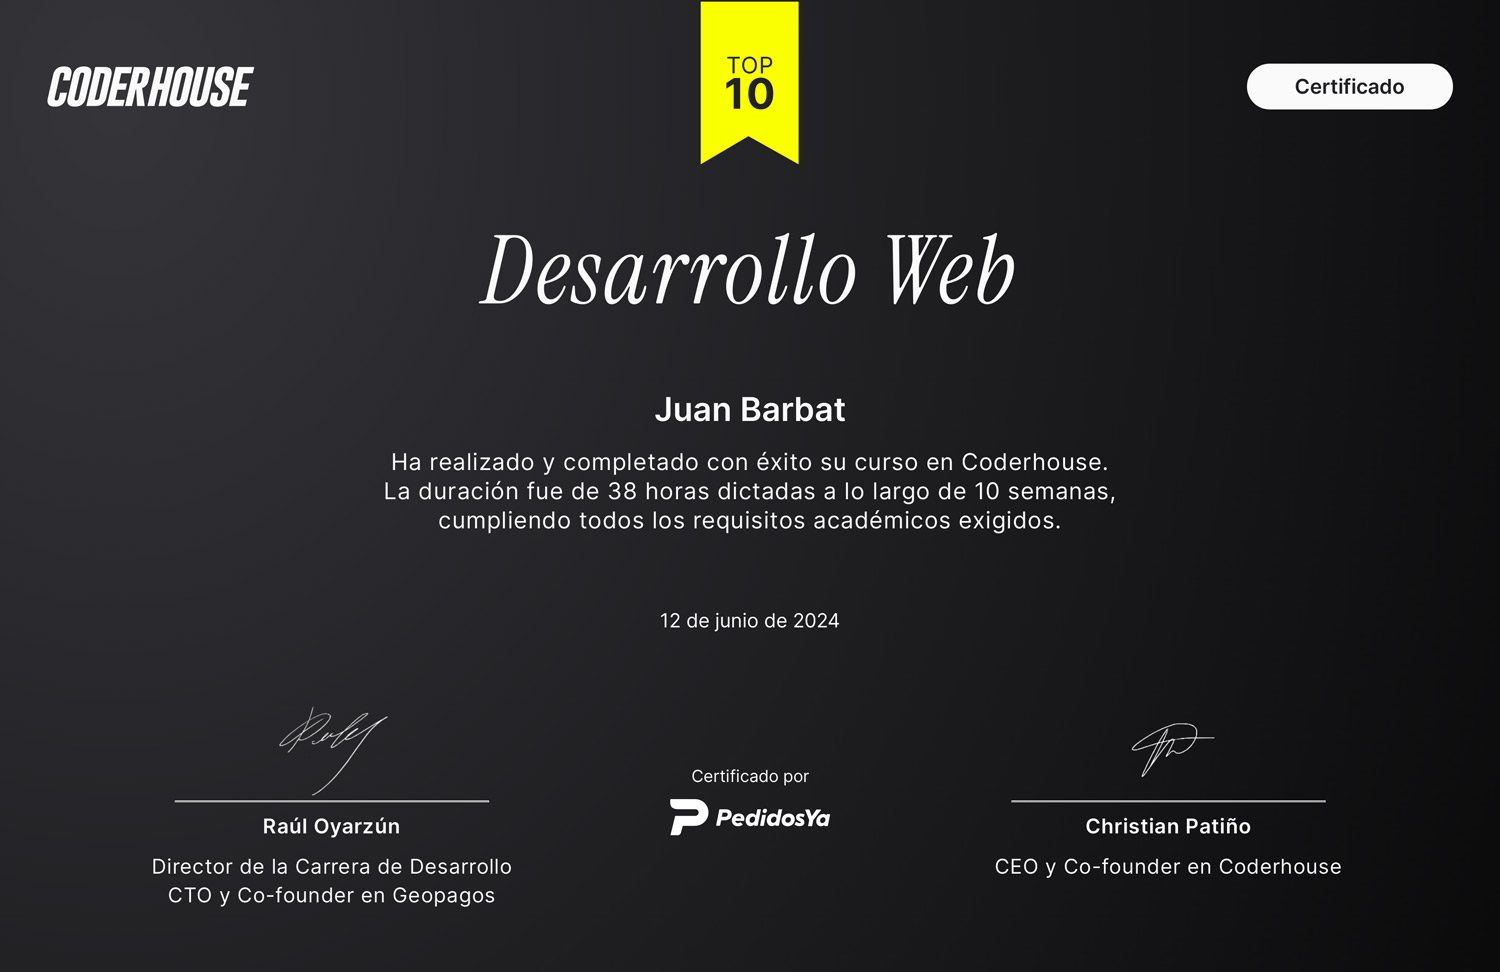 CODERHOUSE
TOP
10
Certificado
Desarrollo Web
Juan Barbat
Ha realizado y completado con éxito su curso en Coderhouse.
La duración fue de 38 horas dictadas a lo largo de 10 semanas,
cumpliendo todos los requisitos académicos exigidos.
12 de junio de 2024
Raúl Oyarzún
Director de la Carrera de Desarrollo
CTO y Co-founder en Geopagos
Certificado por
PedidosYa
Christian Patiño
CEO y Co-founder en Coderhouse